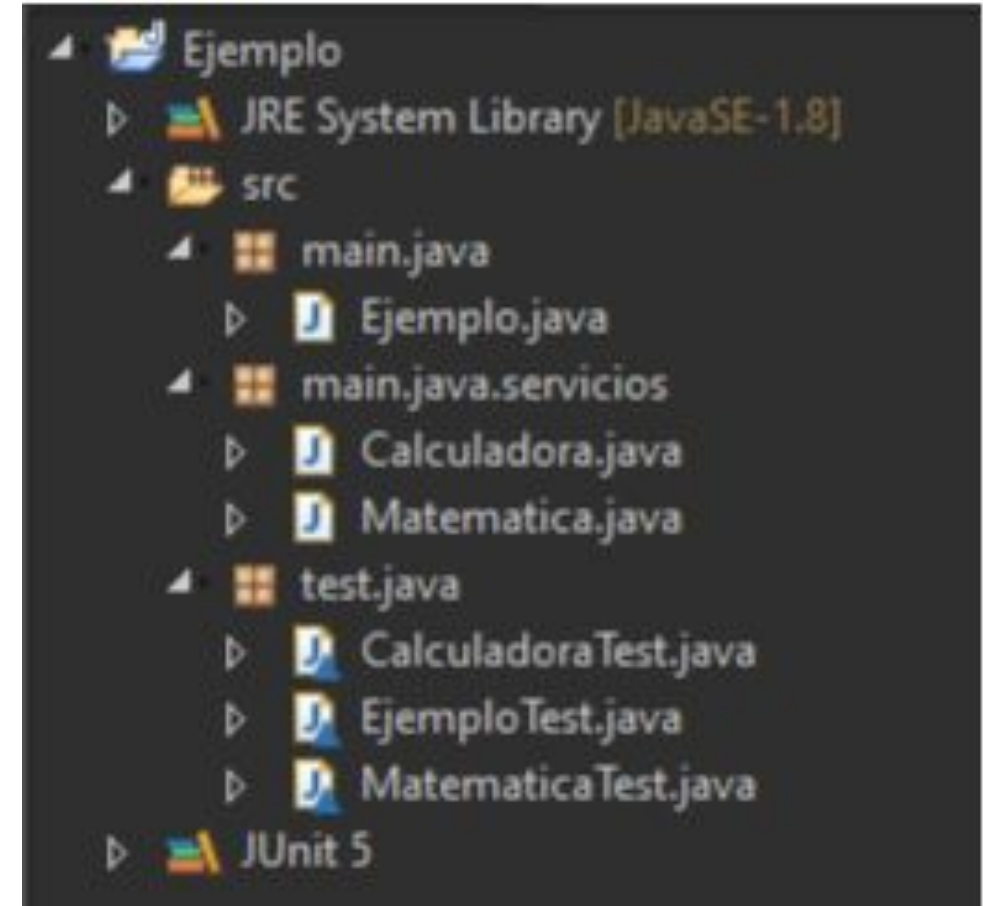 Ejemplo
JRE System Library [JavaSE-1.8]
src
main.java
Ejemplo.java
main.java.servicios
Calculadora.java
Matematica.java
test.java
CalculadoraTest.java
EjemploTest.java
MatematicaTest.java
JUnit 5